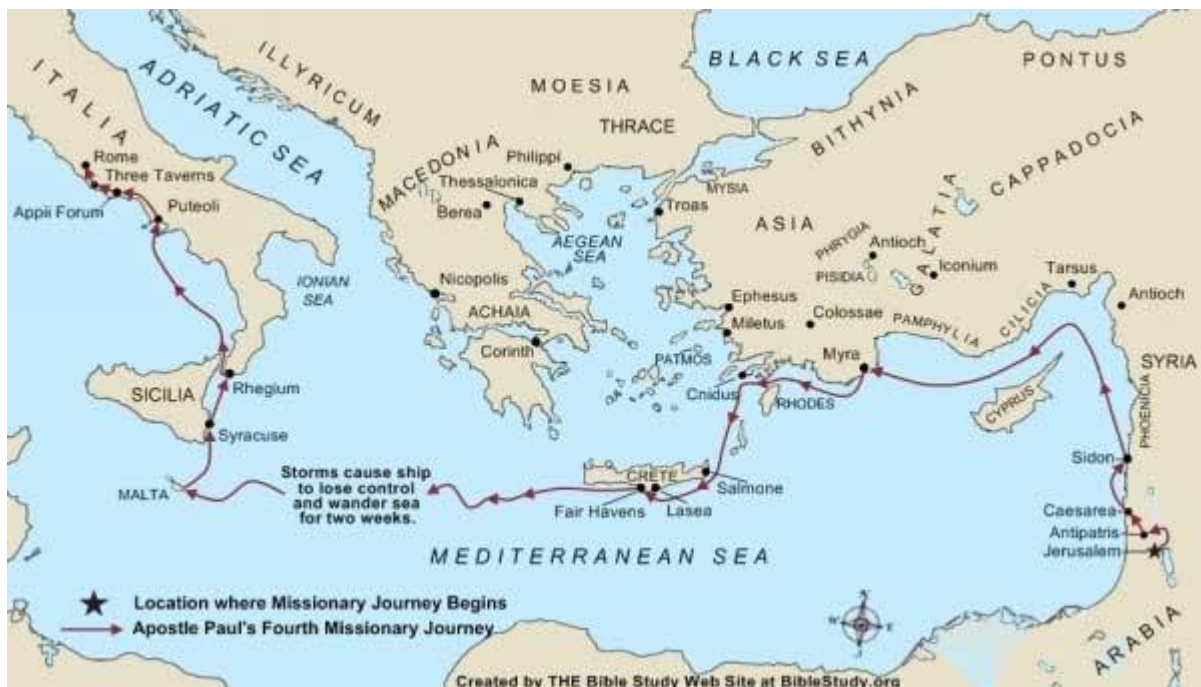 BLACK SEA
PONTUS
ILLYRICUM
MOESIA
ITALIA
ADRIATIC SEA
THRACE
BITHYNIA
CAPPADOCIA
Rome
Three Taverns
Appii Forum
Puteoli
MACEDONIA
Philippi
Thessalonica
Berea
MYSIA
Troas
ASIA
AEGEAN
SEA
PHRYGIA
Antioch
PISIDIA
GALATIA
Iconium
Tarsus
Antioch
IONIAN
SEA
Nicopolis
ACHAIA
Corinth
Ephesus
Miletus
Colossae
PAMPHYLIA
CILICIA
PATMOS
Myra
Cnidus
RHODES
CYPRUS
SYRIA
PHOENICIA
SICILIA
Rhegium
Syracuse
MALTA
Storms cause ship
to lose control
and wander sea
for two weeks.
CRETE
Salmone
Fair Havens
Lasea
Sidon
Caesarea
Antipatris
Jerusalem
MEDITERRANEAN SEA
ARABIA
Location where Missionary Journey Begins
Apostle Paul's Fourth Missionary Journey
N
W
E
S
Created by THE Bible Study Web Site at BibleStudy.org